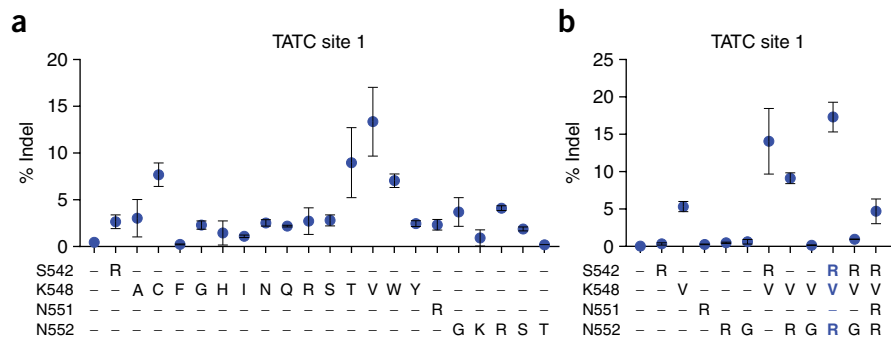 a
TATC site 1
20
15
10
5
0
% Indel
S542 – R – – – – – – – – – – – – – – – – – – – –
K548 – – A C F G H I N Q R S T V W Y – – – – – –
N551 – – – – – – – – – – – – – – – – R – – – – –
N552 – – – – – – – – – – – – – – – – – G K R S T
b
TATC site 1
25
20
15
10
5
0
% Indel
S542 – R – – – – R – – R R R
K548 – – V – – – V V V V V V
N551 – – – R – – – – – – – R
N552 – – – – R G – R G R G R